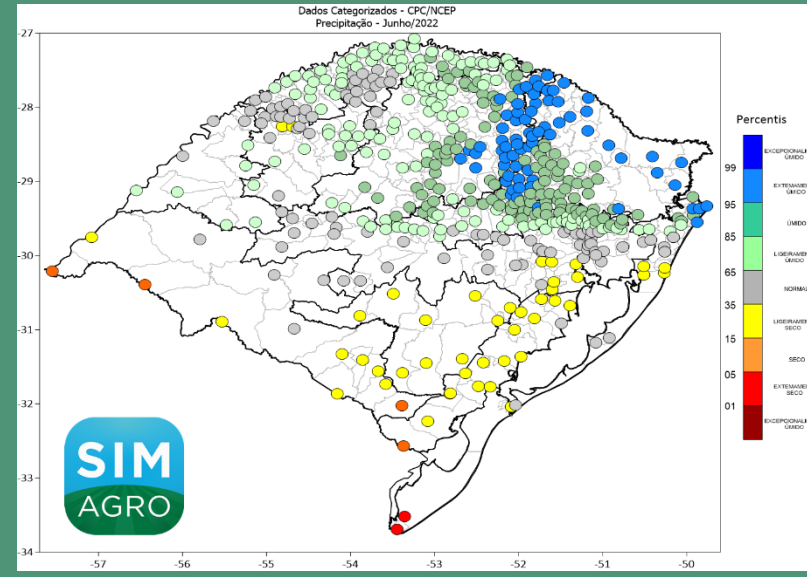 Dados Categorizados - CPC/NCEP
Precipitação - Junho/2022
-27
-28
-29
-30
-31
-32
-33
-34
-57
-56
-55
-54
-53
-52
-51
-50
Percentis
99
95
85
65
35
15
05
01
ÚMIDO
ÚMIDO
ÚMIDO
NORMAL
SECO
SECO
SECO
ÚMIDO
SIM
AGRO